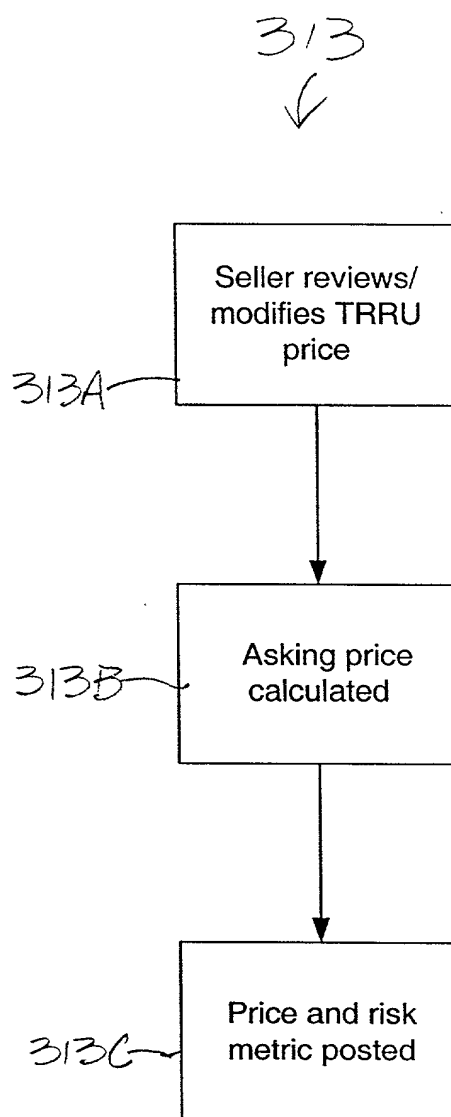 313
Seller reviews/
modifies TRRU
price
313A
Asking price
calculated
313B
Price and risk
metric posted
313C